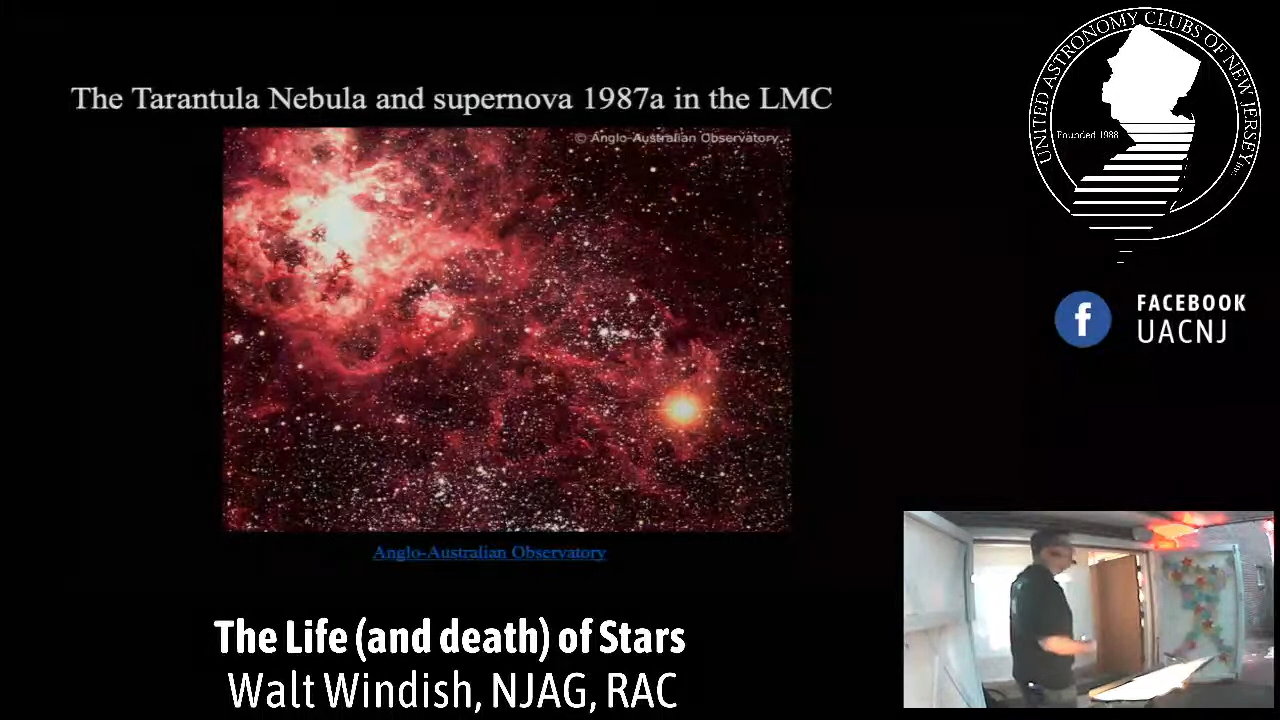 The Tarantula Nebula and supernova 1987a in the LMC
© Anglo-Australian Observatory
Anglo-Australian Observatory
The Life (and death) of Stars
Walt Windish, NJAG, RAC
UNITED ASTRONOMY CLUBS OF NEW JERSEY, Inc.
Founded 1988
f
FACEBOOK
UACNJ